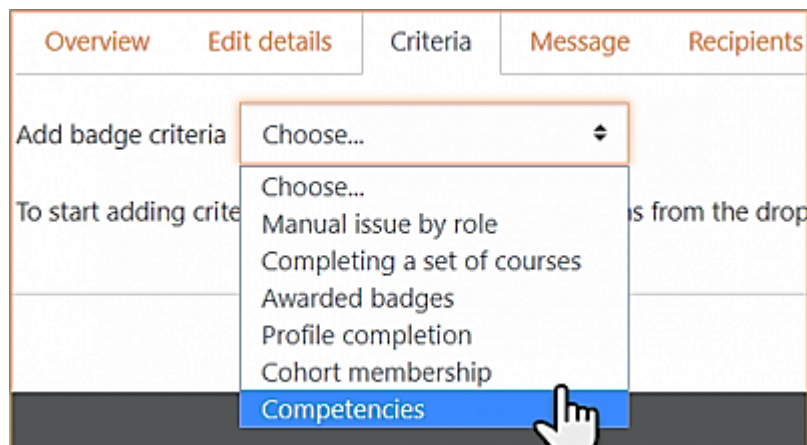 Overview Edit details Criteria Message Recipients
Add badge criteria Choose...
Choose...
To start adding crite s from the drop
Manual issue by role
Completing a set of courses
Awarded badges
Profile completion
Cohort membership
Competencies